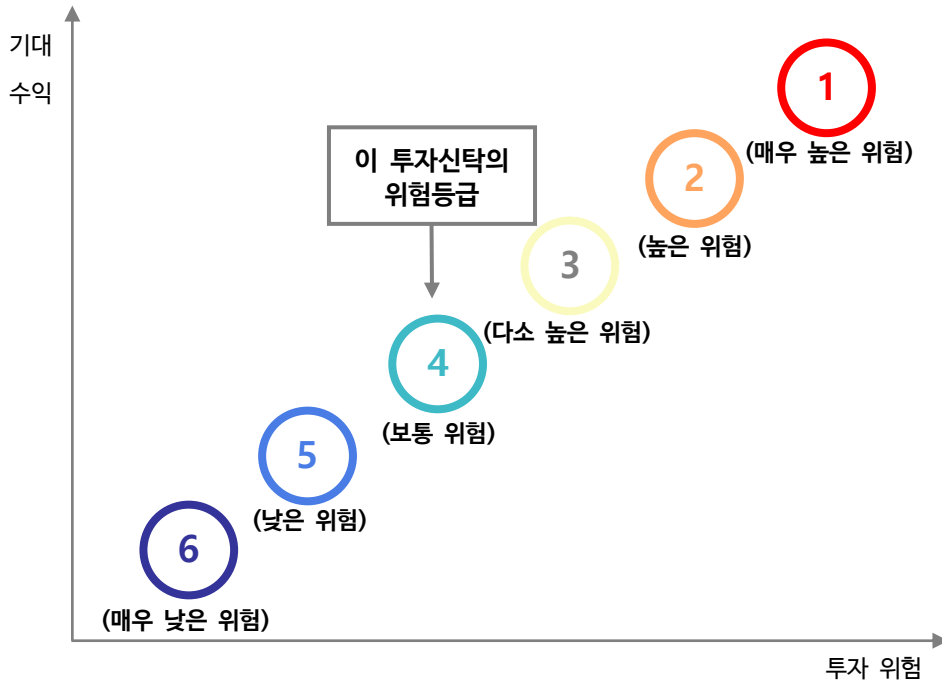 기대
수익
1
(매우 높은 위험)
이 투자신탁의
위험등급
2
(높은 위험)
3
(다소 높은 위험)
4
(보통 위험)
5
(낮은 위험)
6
(매우 낮은 위험)
투자 위험